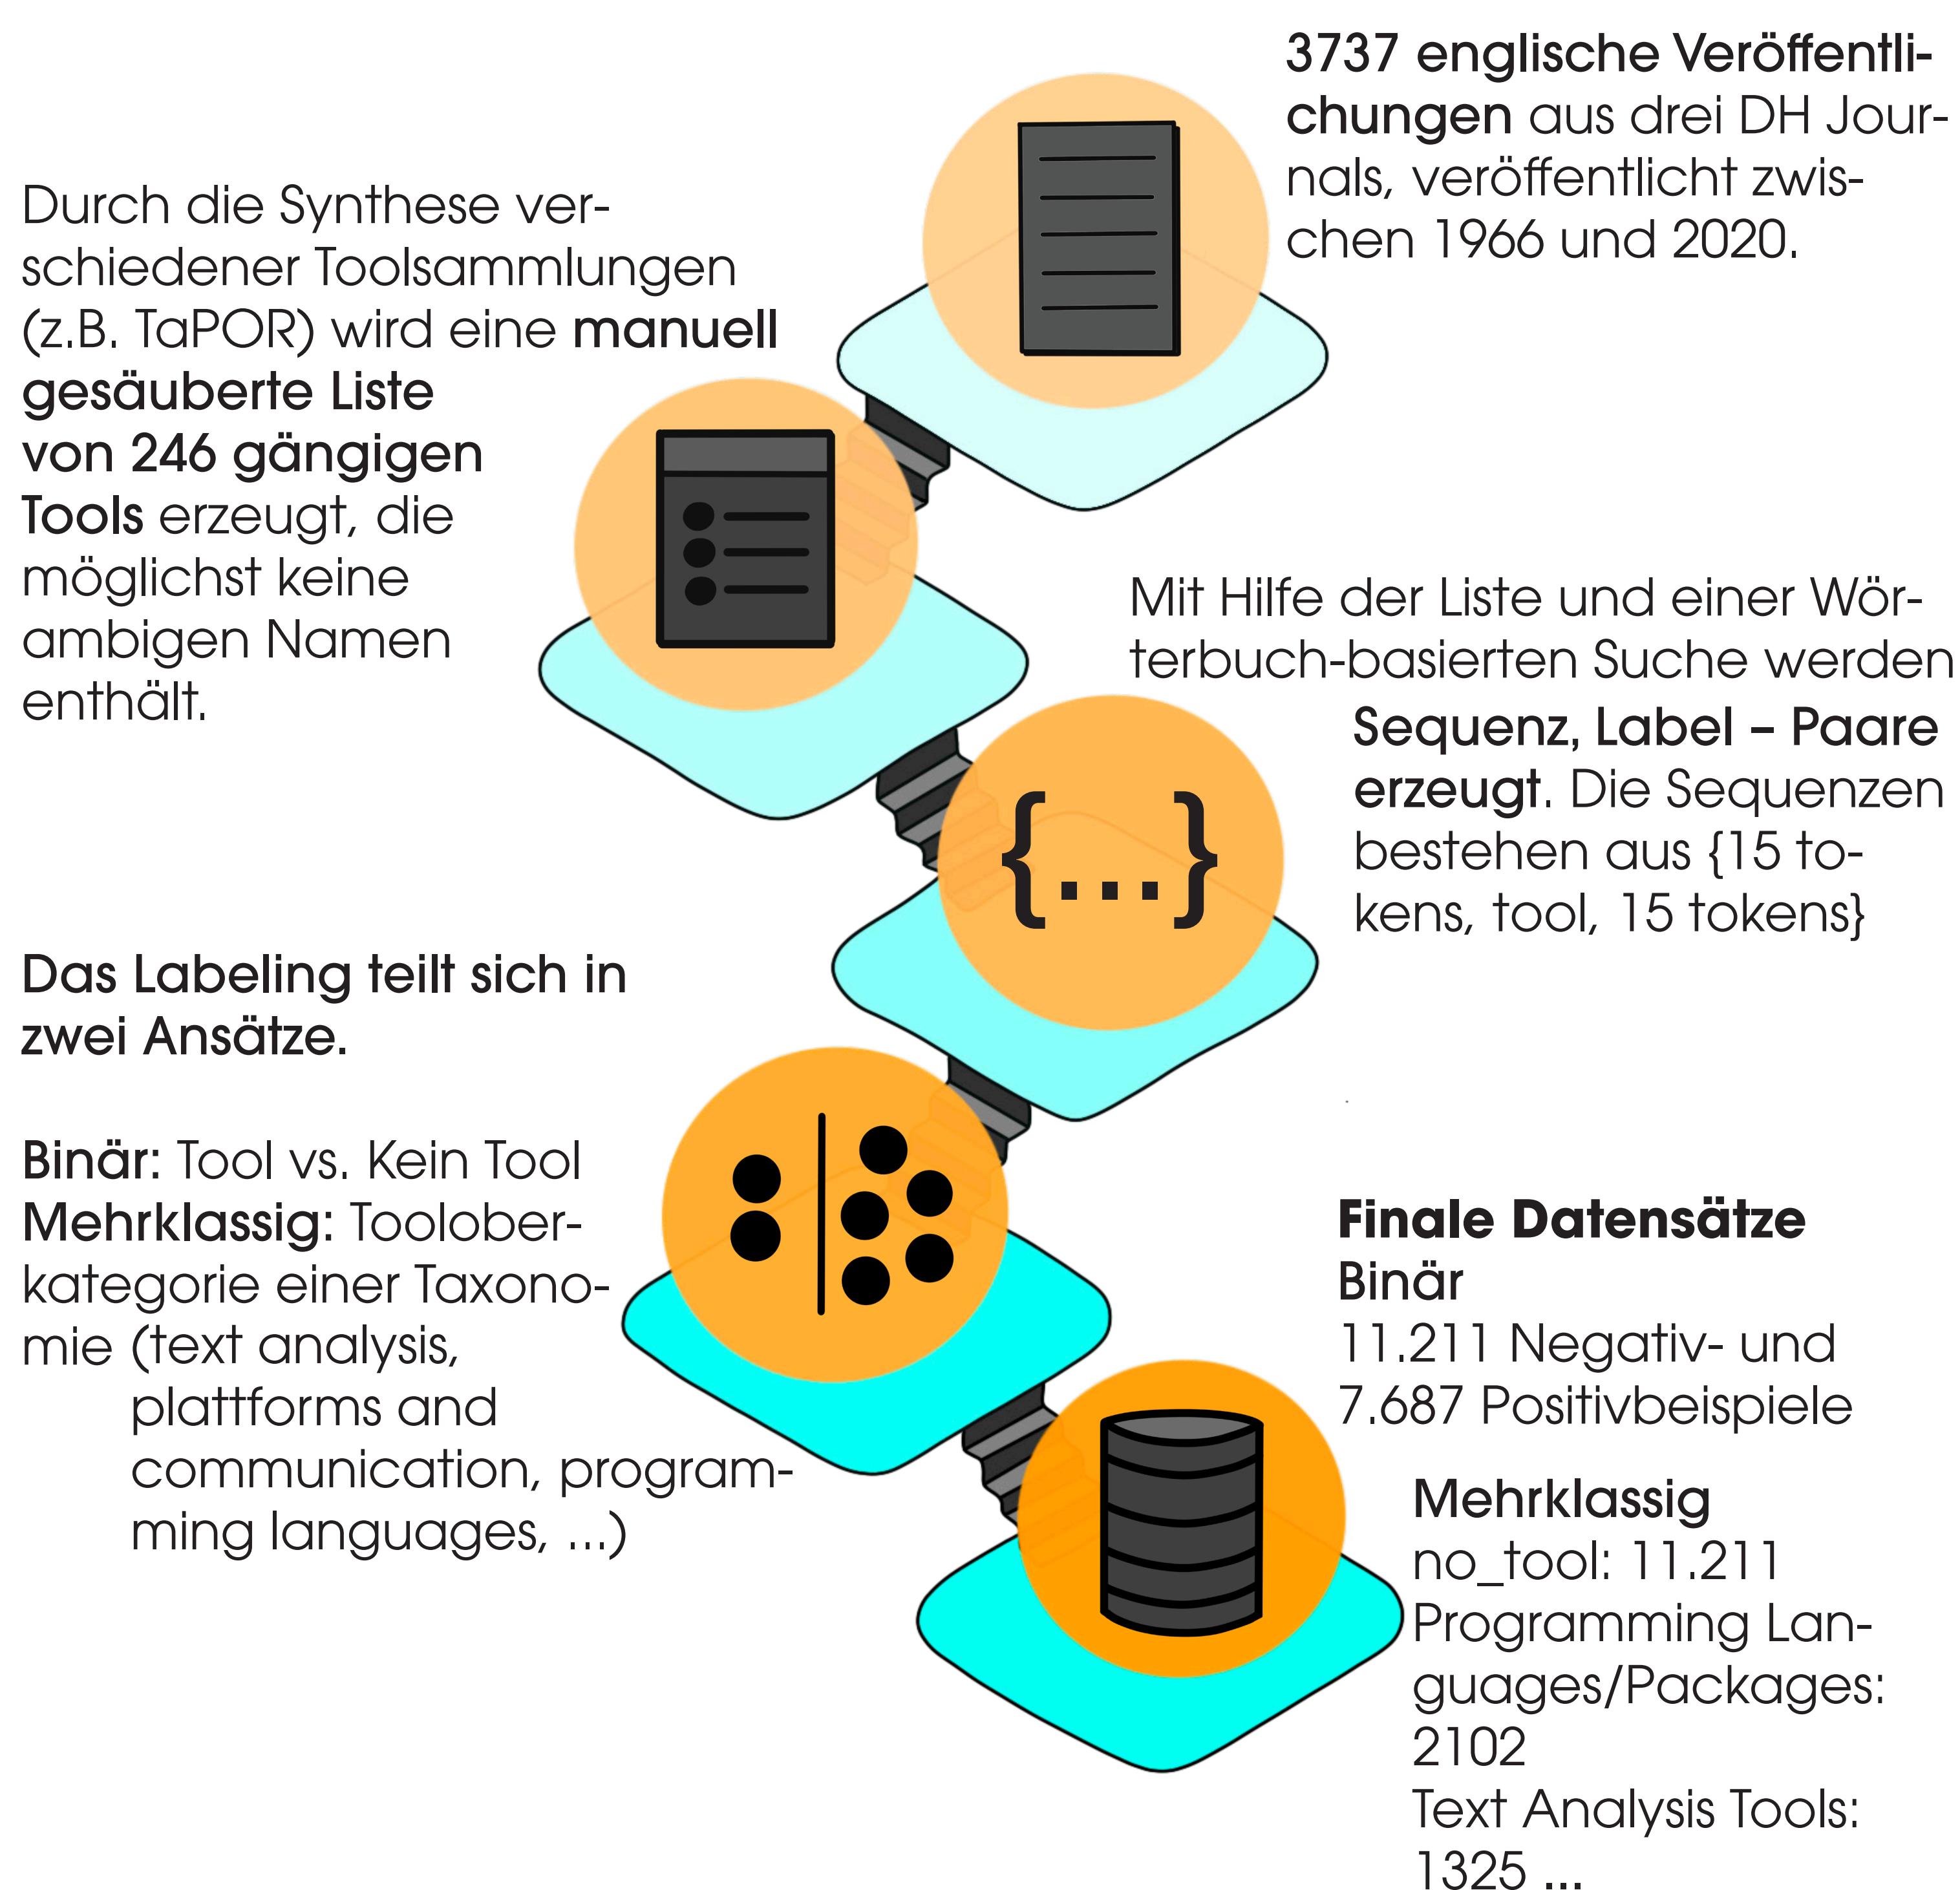 3737 englische Veröffentli-
chungen aus drei DH Jour-
nals, veröffentlicht zwis-
chen 1966 und 2020.
Durch die Synthese ver-
schiedener Toolsammlungen
(z.B. TaPOR) wird eine manuell
gesäuberte Liste
von 246 gängigen
Tools erzeugt, die
möglichst keine
ambigen Namen
enthält.
Mit Hilfe der Liste und einer Wör-
terbuch-basierten Suche werden
Sequenz, Label – Paare
erzeugt. Die Sequenzen
bestehen aus {15 to-
kens, tool, 15 tokens}
{...}
Das Labeling teilt sich in
zwei Ansätze.
Binär: Tool vs. Kein Tool
Mehrklassig: Toolober-
kategorie einer Taxono-
mie (text analysis,
plattforms and
communication, program-
ming languages, ...)
Finale Datensätze
Binär
11.211 Negativ- und
7.687 Positivbeispiele
Mehrklassig
no_tool: 11.211
Programming Lan-
guages/Packages:
2102
Text Analysis Tools:
1325 ...